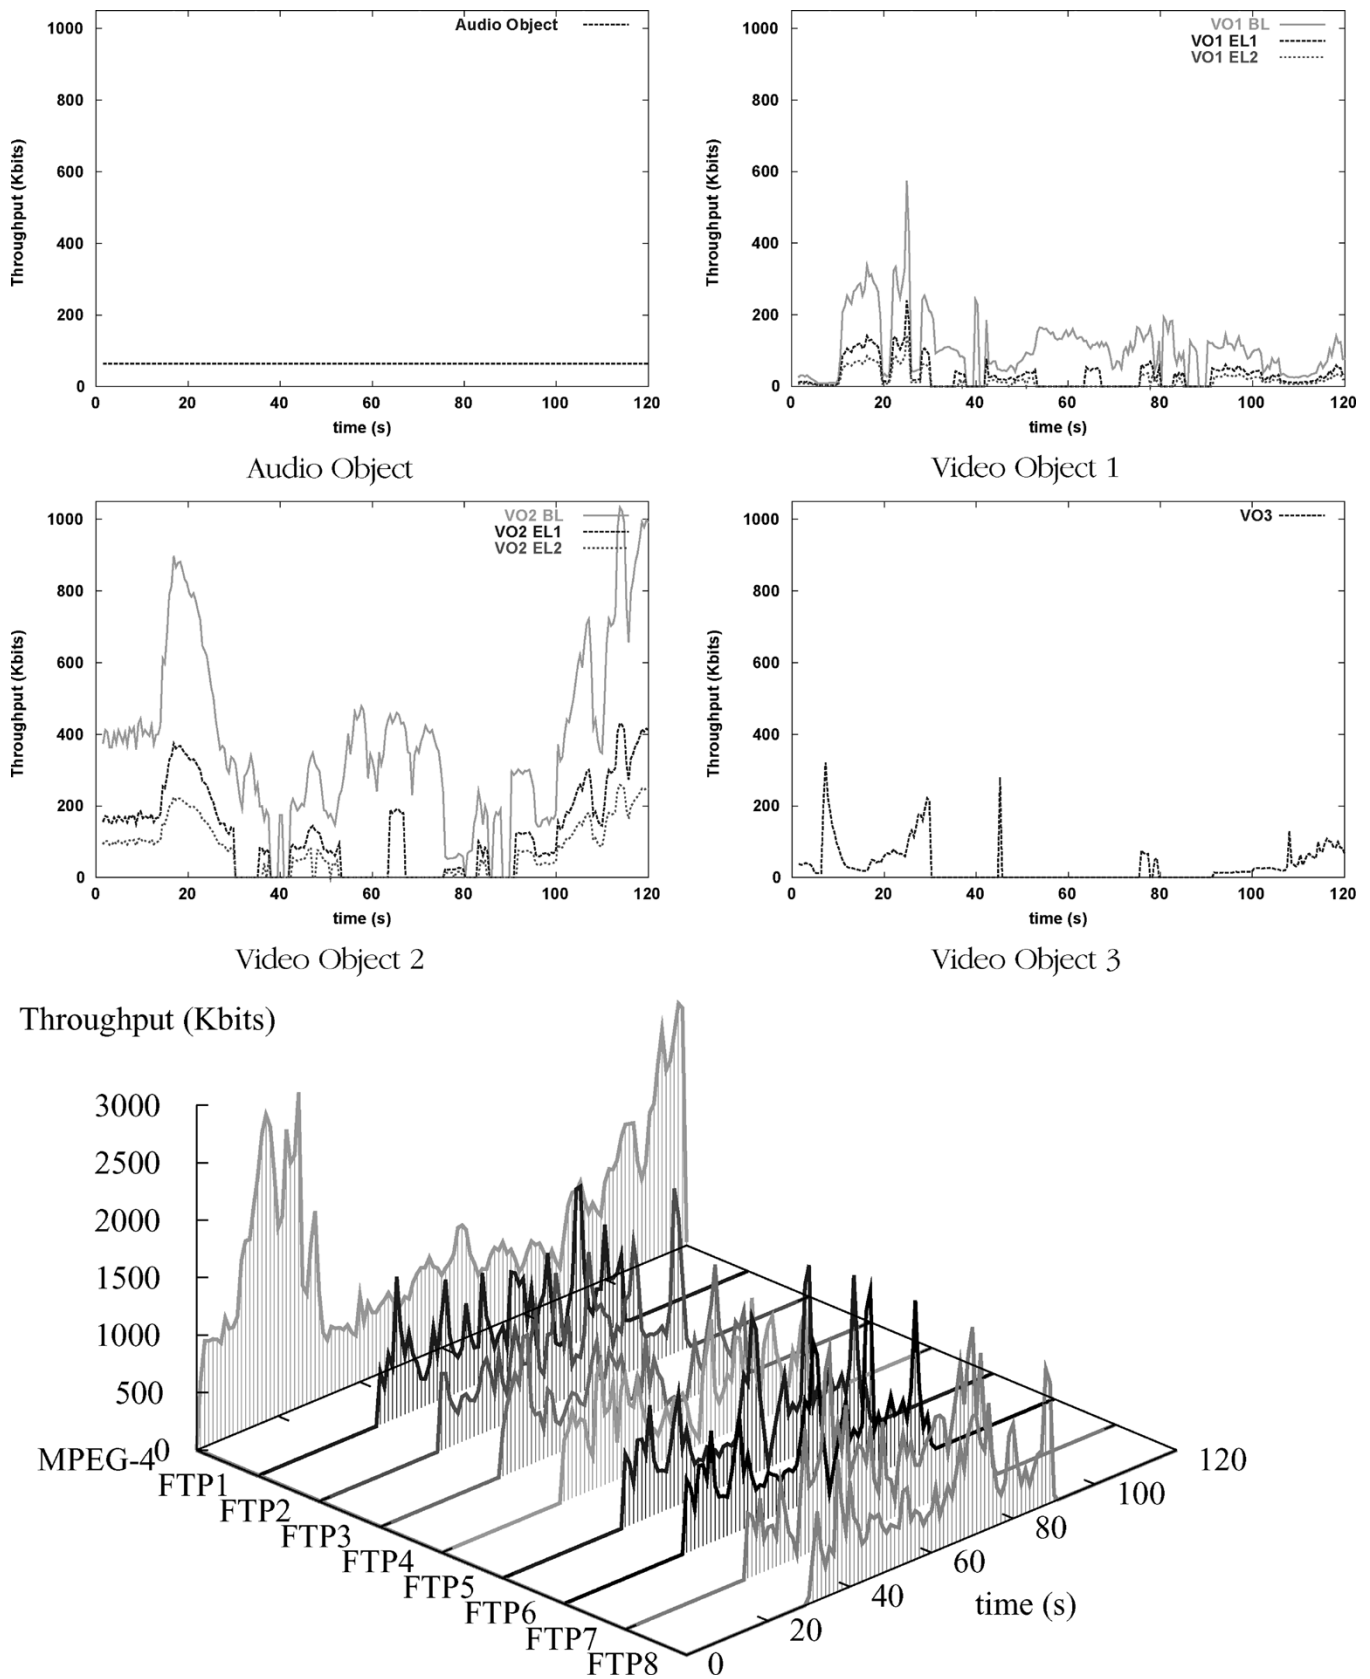 Audio Object
Throughput (Kbits)
1000
800
600
400
200
0
0 20 40 60 80 100 120
time (s)
Audio Object
VO1 BL
VO1 EL1
VO1 EL2
Throughput (Kbits)
1000
800
600
400
200
0
0 20 40 60 80 100 120
time (s)
Video Object 1
VO2 BL
VO2 EL1
VO2 EL2
Throughput (Kbits)
1000
800
600
400
200
0
0 20 40 60 80 100 120
time (s)
Video Object 2
VO3
Throughput (Kbits)
1000
800
600
400
200
0
0 20 40 60 80 100 120
time (s)
Video Object 3
Throughput (Kbits)
3000
2500
2000
1500
1000
500
0
MPEG-4
FTP1
FTP2
FTP3
FTP4
FTP5
FTP6
FTP7
FTP8
0
20
40
60
80
100
120
time (s)